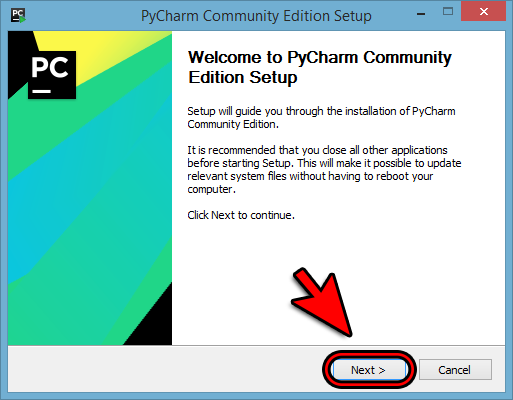 PC
PyCharm Community Edition Setup
PC
Welcome to PyCharm Community
Edition Setup
Setup will guide you through the installation of PyCharm
Community Edition.
It is recommended that you close all other applications
before starting Setup. This will make it possible to update
relevant system files without having to reboot your
computer.
Click Next to continue.
Next >
Cancel